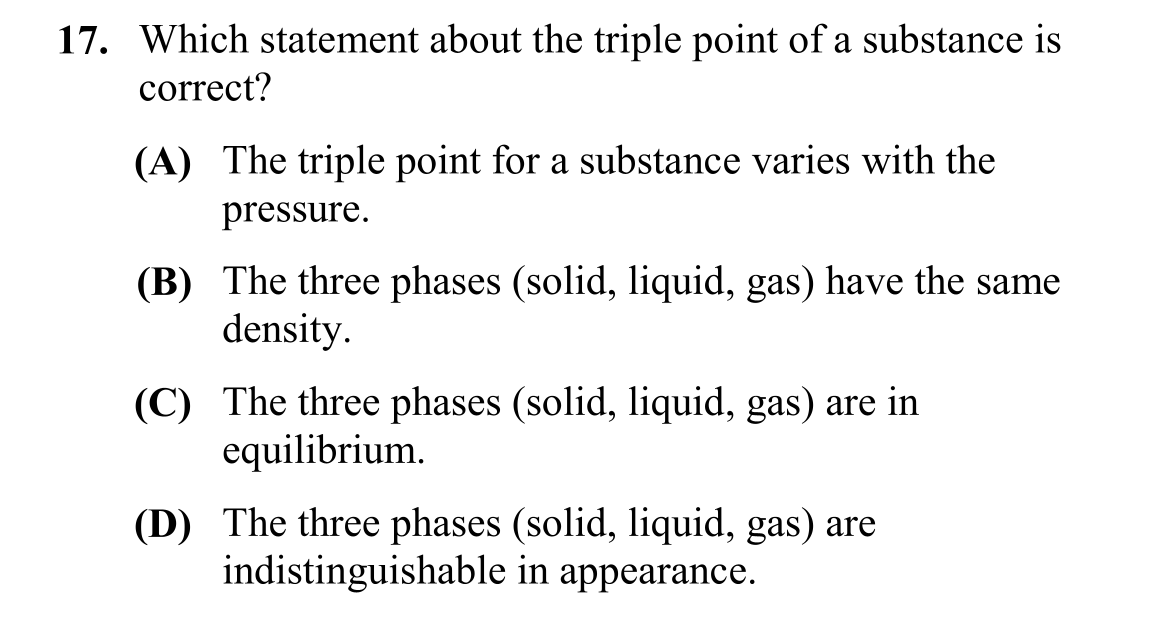 17. Which statement about the triple point of a substance is
correct?
(A) The triple point for a substance varies with the
pressure.
(B) The three phases (solid, liquid, gas) have the same
density.
(C) The three phases (solid, liquid, gas) are in
equilibrium.
(D) The three phases (solid, liquid, gas) are
indistinguishable in appearance.